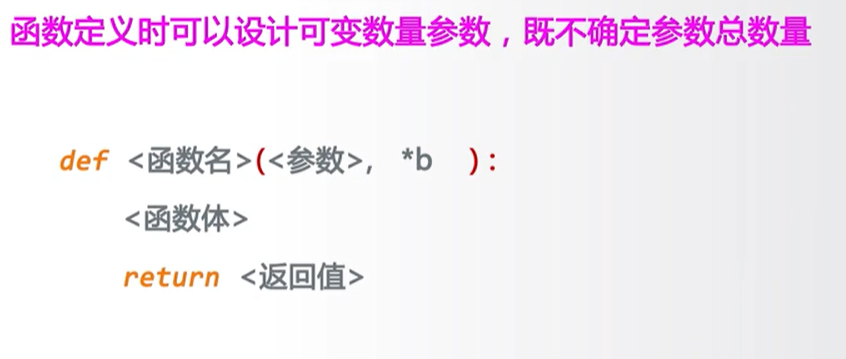 函数定义时可以设计可变数量参数，既不确定参数总数量
def <函数名>(<参数>, *b ):
<函数体>
return <返回值>